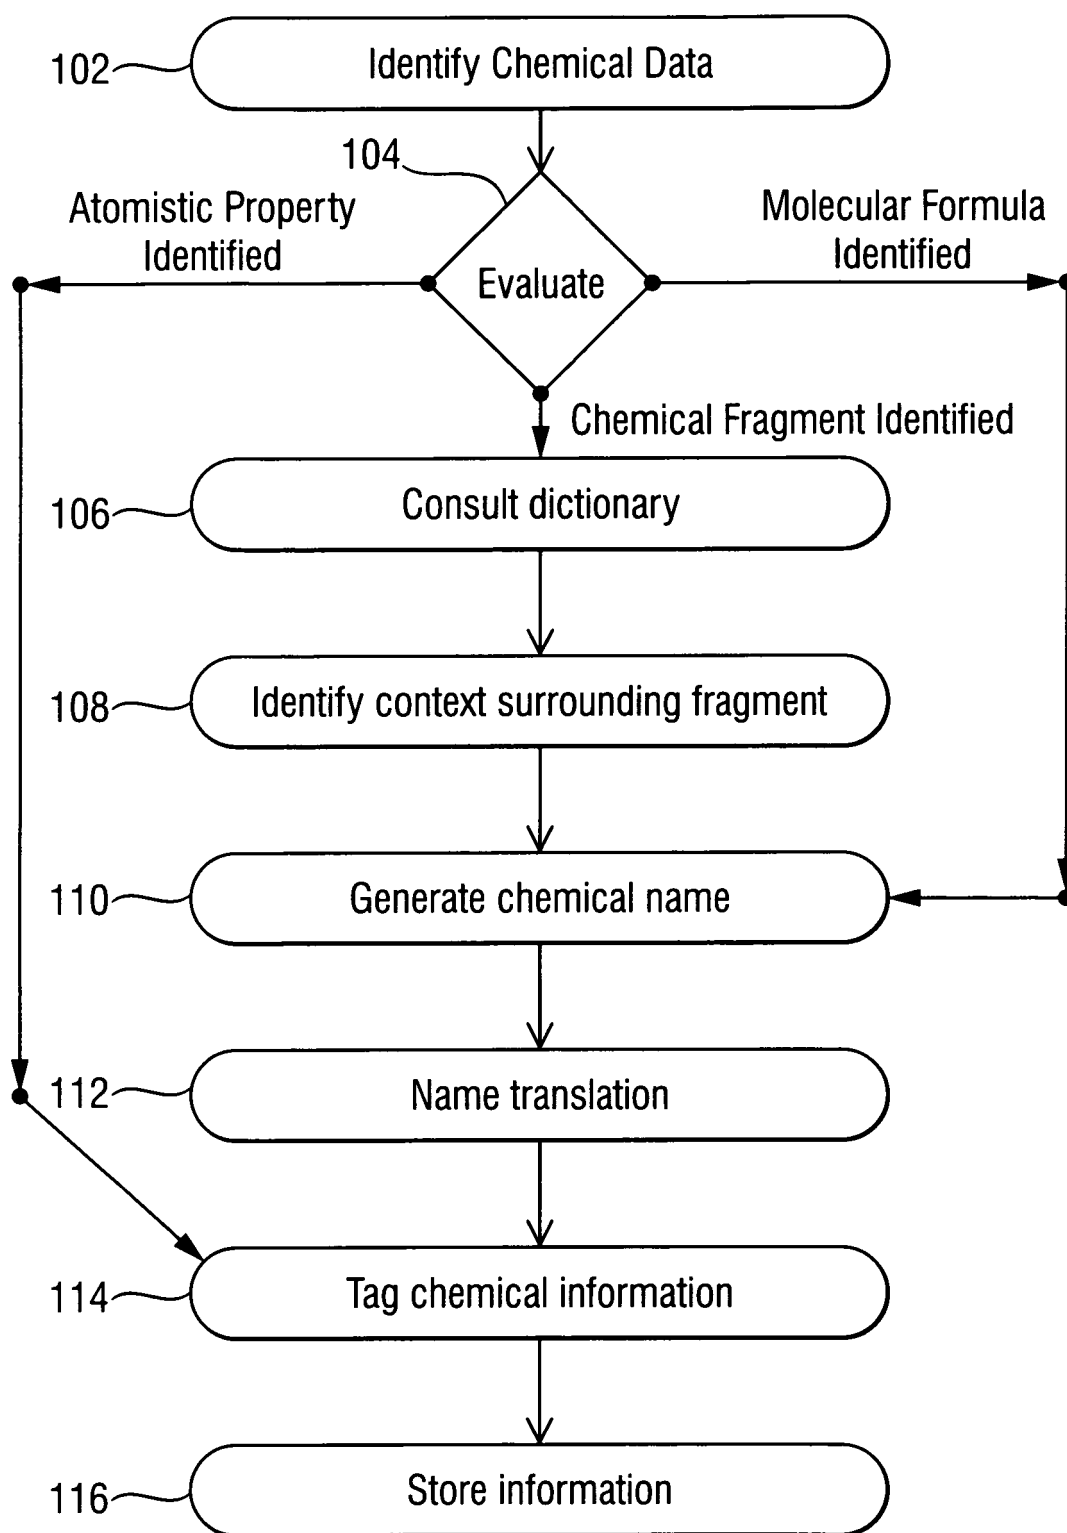 102
Identify Chemical Data
104
Atomistic Property
Identified
Molecular Formula
Identified
Evaluate
Chemical Fragment Identified
106
Consult dictionary
108
Identify context surrounding fragment
110
Generate chemical name
112
Name translation
114
Tag chemical information
116
Store information